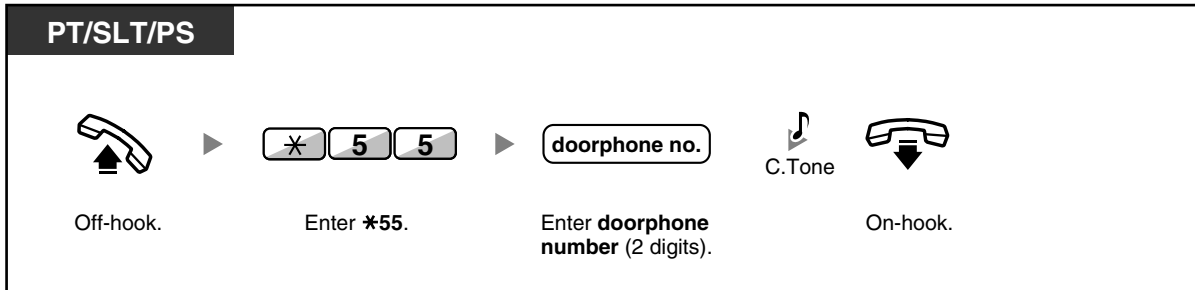 PT/SLT/PS
✳ 5 5
doorphone no.
C.Tone
Off-hook.
Enter ✳55.
Enter doorphone
number (2 digits).
On-hook.